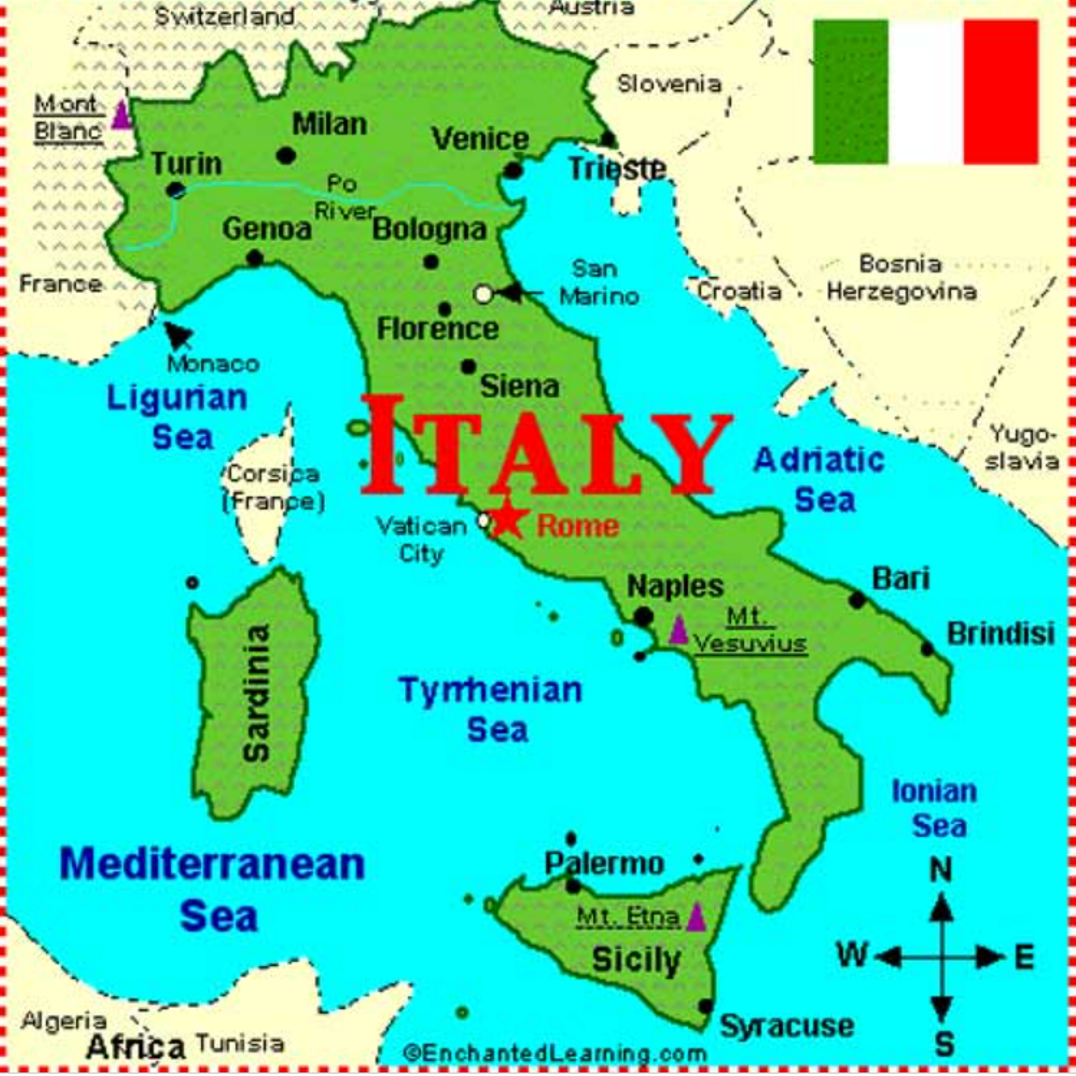 Switzerland
Austria
Slovenia
Mont
Blanc
Milan
Venice
Trieste
Turin
Po
River
Genoa
Bologna
San
Marino
Croatia
Bosnia
Herzegovina
France
Florence
Monaco
Siena
Ligurian
Sea
ITALY
Yugo-
slavia
Adriatic
Sea
Corsica
(France)
Vatican
City
Rome
Naples
Bari
Mt.
Vesuvius
Brindisi
Sardinia
Tyrrhenian
Sea
Ionian
Sea
Mediterranean
Sea
Palermo
Mt. Etna
Sicily
N
W
E
S
Syracuse
Algeria
Africa
Tunisia
©EnchantedLearning.com